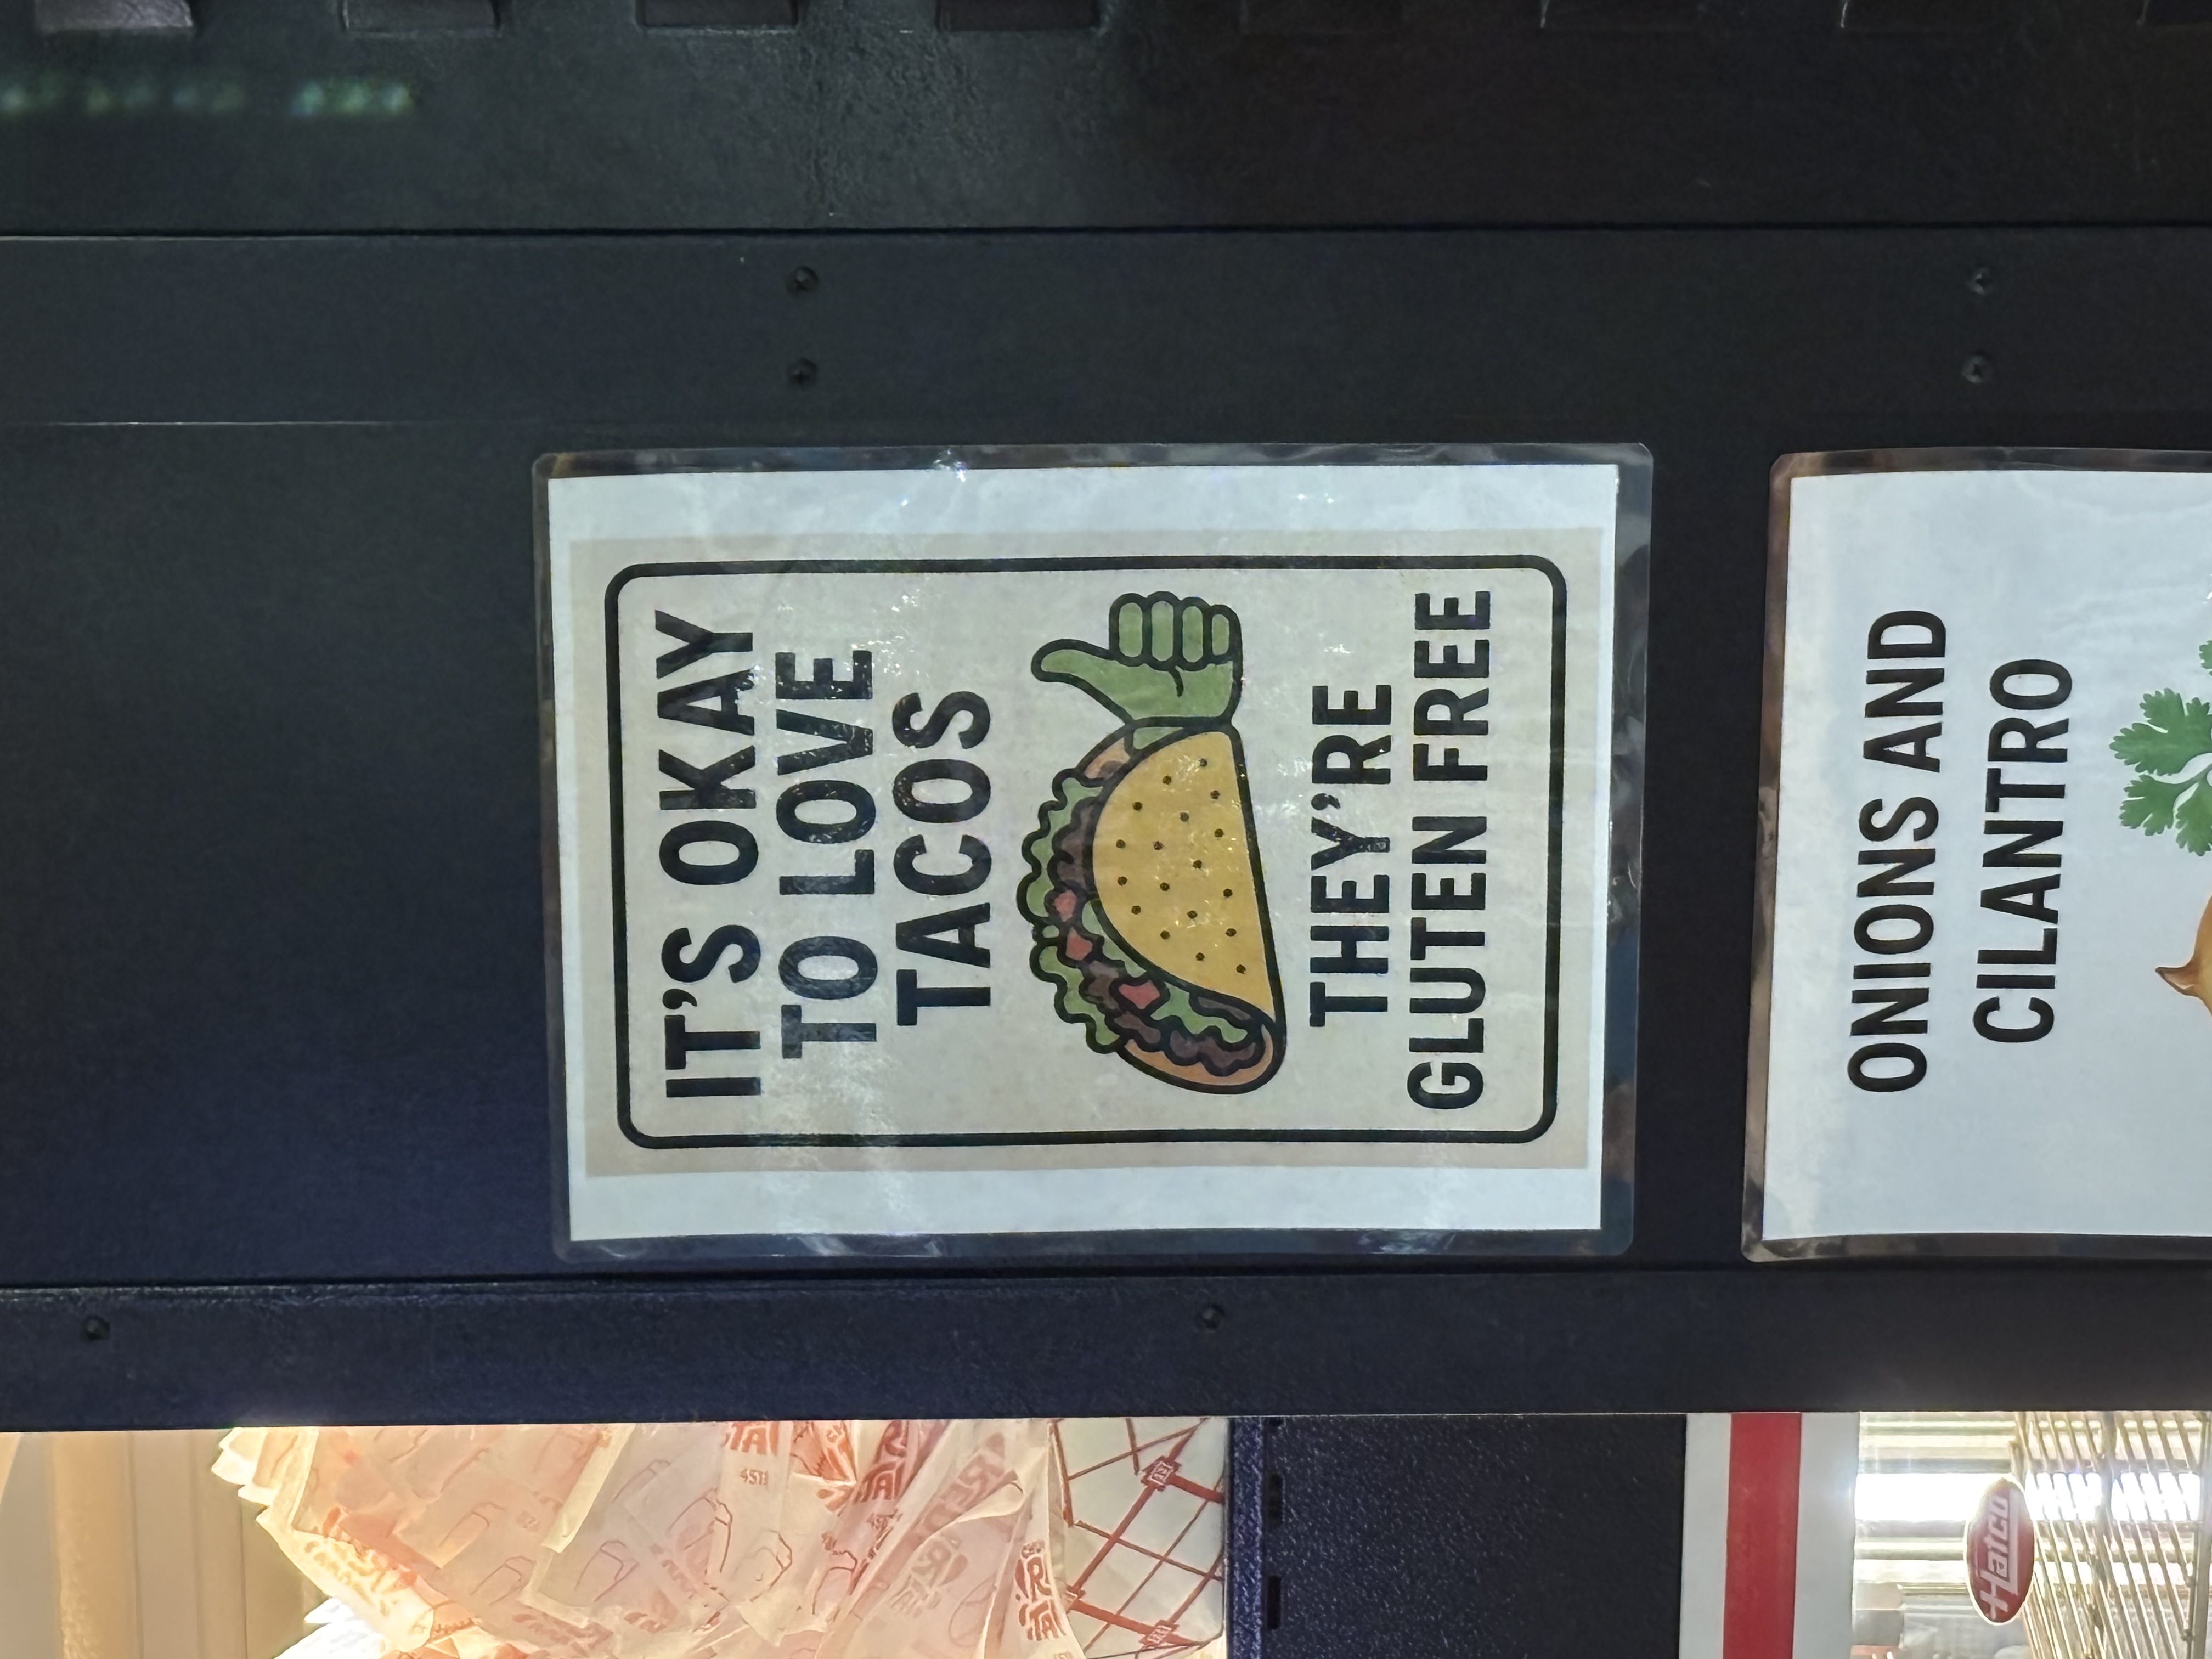 IT'S OKAY
TO LOVE
TACOS
THEY'RE
GLUTEN FREE
ONIONS AND
CILANTRO
Hatco